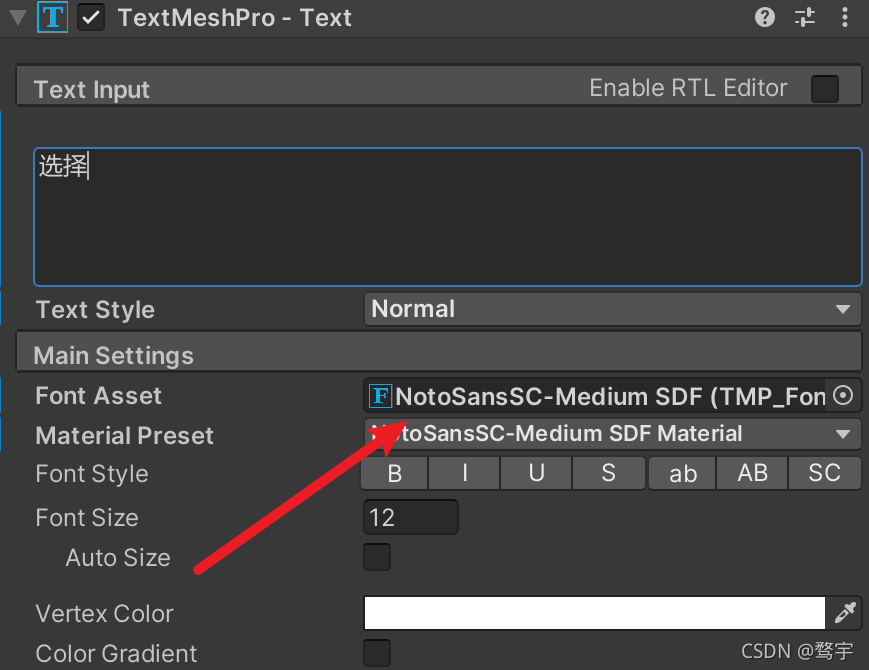 TextMeshPro - Text
Text Input
Enable RTL Editor
选择
Text Style
Normal
Main Settings
Font Asset
F NotoSansSC-Medium SDF (TMP_Fon
Material Preset
NotoSansSC-Medium SDF Material
Font Style
B I U S ab AB SC
Font Size
12
Auto Size
Vertex Color
Color Gradient
CSDN @骛宇